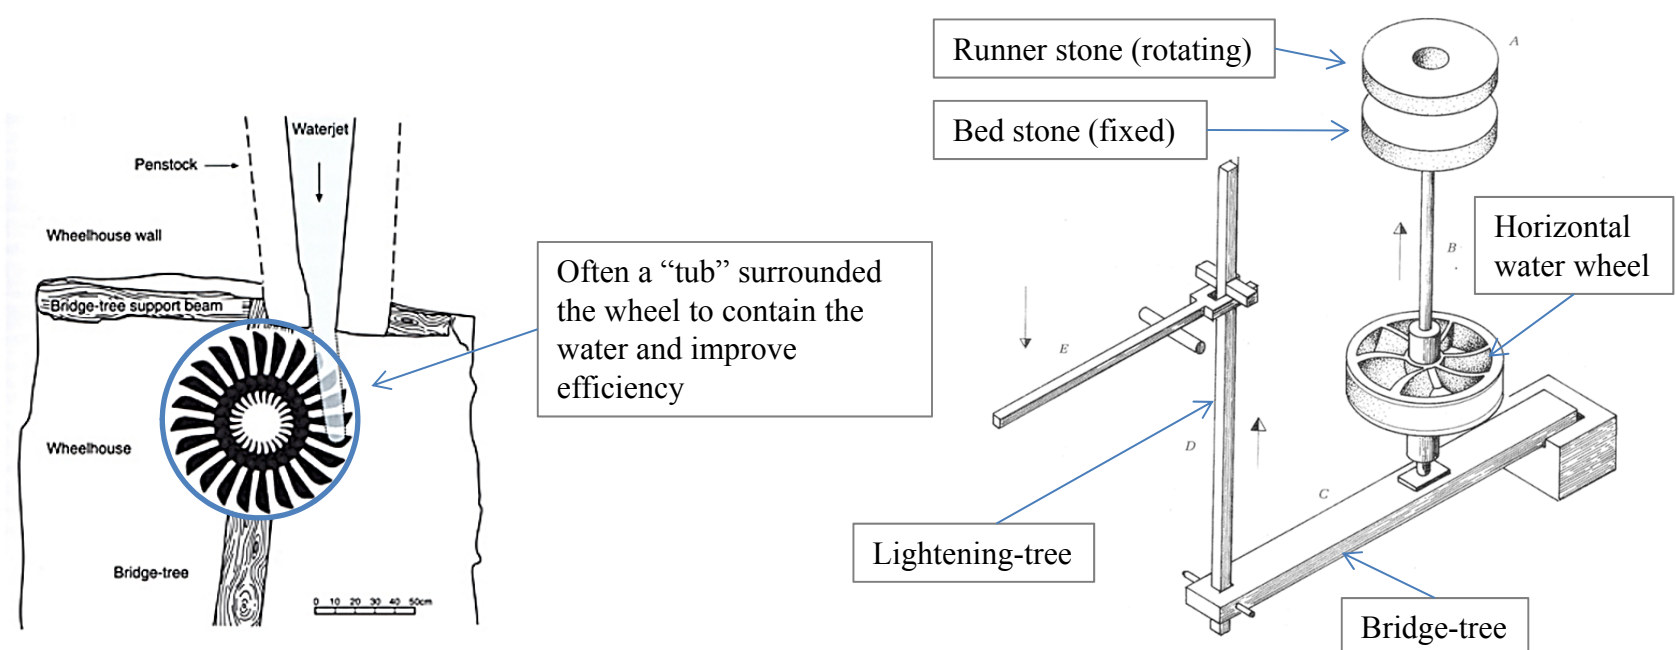 Waterjet
Penstock
Wheelhouse wall
Bridge-tree support beam
Wheelhouse
Bridge-tree
0 10 20 30 40 50cm
Often a “tub” surrounded
the wheel to contain the
water and improve
efficiency
Runner stone (rotating)
A
Bed stone (fixed)
Horizontal
water wheel
B
E
D
C
Lightening-tree
Bridge-tree